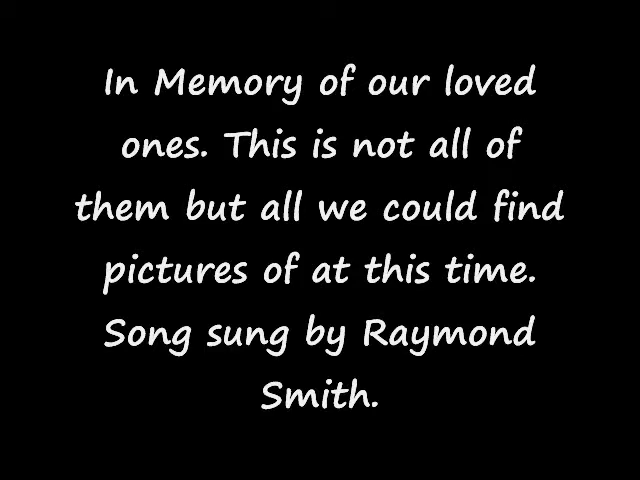 In Memory of our loved
ones. This is not all of
them but all we could find
pictures of at this time.
Song sung by Raymond
Smith.